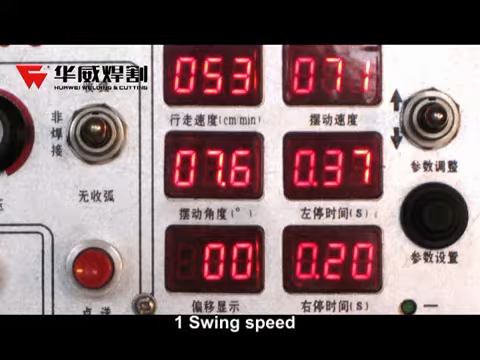 华威焊割
HUAWEI WELDING & CUTTING
053
071
行走速度(cm min)
摆动速度
非焊接
参数调整
07.6
0.37
无收弧
摆动角度(°)
左停时间(S)
00
0.20
参数设置
点送
偏移显示
右停时间(S)
1 Swing speed